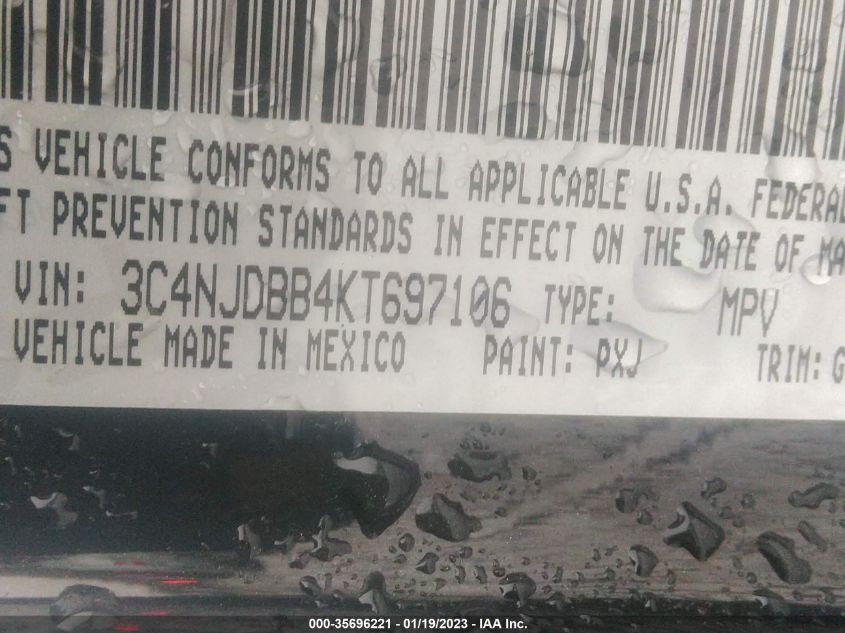 S VEHICLE CONFORMS TO ALL APPLICABLE U.S.A. FEDERAL
FT PREVENTION STANDARDS IN EFFECT ON THE DATE OF MA
VIN: 3C4NJDBB4KT697106 TYPE: MPV
VEHICLE MADE IN MEXICO PAINT: PXJ TRIM: G
000-35696221 - 01/19/2023 - IAA Inc.